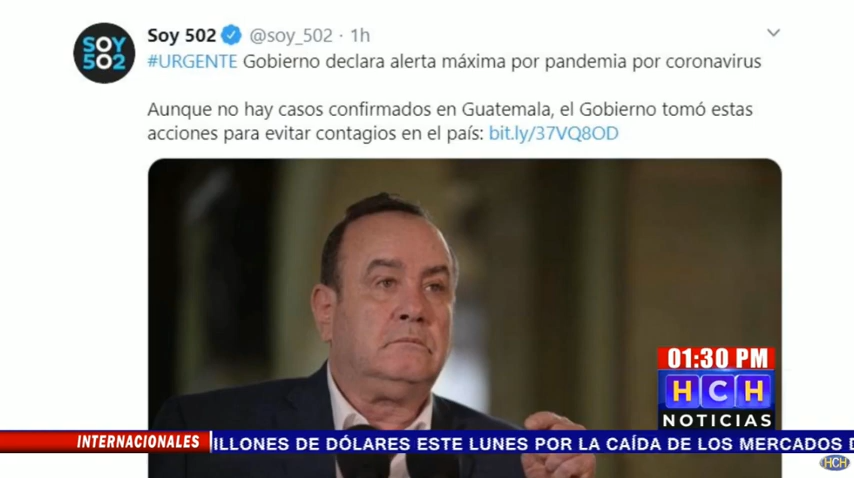 SOY 502
Soy 502 @soy_502 · 1h
#URGENTE Gobierno declara alerta máxima por pandemia por coronavirus
Aunque no hay casos confirmados en Guatemala, el Gobierno tomó estas
acciones para evitar contagios en el país: bit.ly/37VQ8OD
01:30 PM
HCH
NOTICIAS
INTERNACIONALES
ILLONES DE DÓLARES ESTE LUNES POR LA CAÍDA DE LOS MERCADOS D
HCH